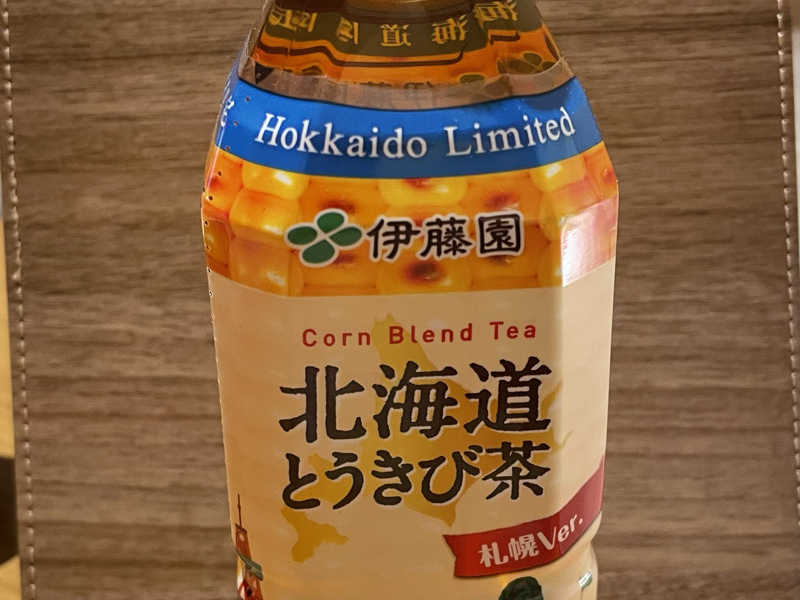 Hokkaido Limited
伊藤園
Corn Blend Tea
北海道
とうきび茶
札幌Ver.